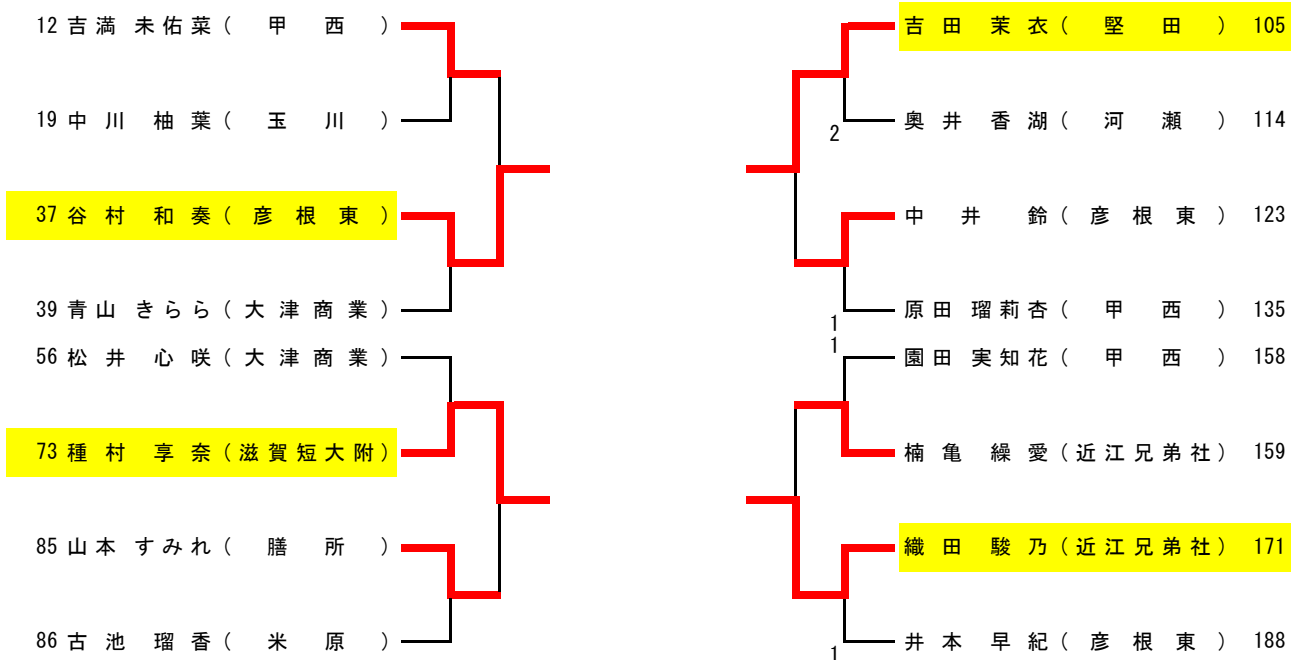 12 吉満 未佑菜 ( 甲西 )
19 中川 柚葉 ( 玉川 )
37 谷村 和奏 ( 彦根東 )
39 青山 きらら ( 大津商業 )
56 松井 心咲 ( 大津商業 )
73 種村 享奈 ( 滋賀短大附 )
85 山本 すみれ ( 膳所 )
86 古池 瑠香 ( 米原 )
吉田 茉衣 ( 堅田 ) 105
2 奥井 香湖 ( 河瀬 ) 114
中井 鈴 ( 彦根東 ) 123
1 原田 瑠莉杏 ( 甲西 ) 135
1 園田 実知花 ( 甲西 ) 158
楠亀 繰愛 ( 近江兄弟社 ) 159
織田 駿乃 ( 近江兄弟社 ) 171
1 井本 早紀 ( 彦根東 ) 188